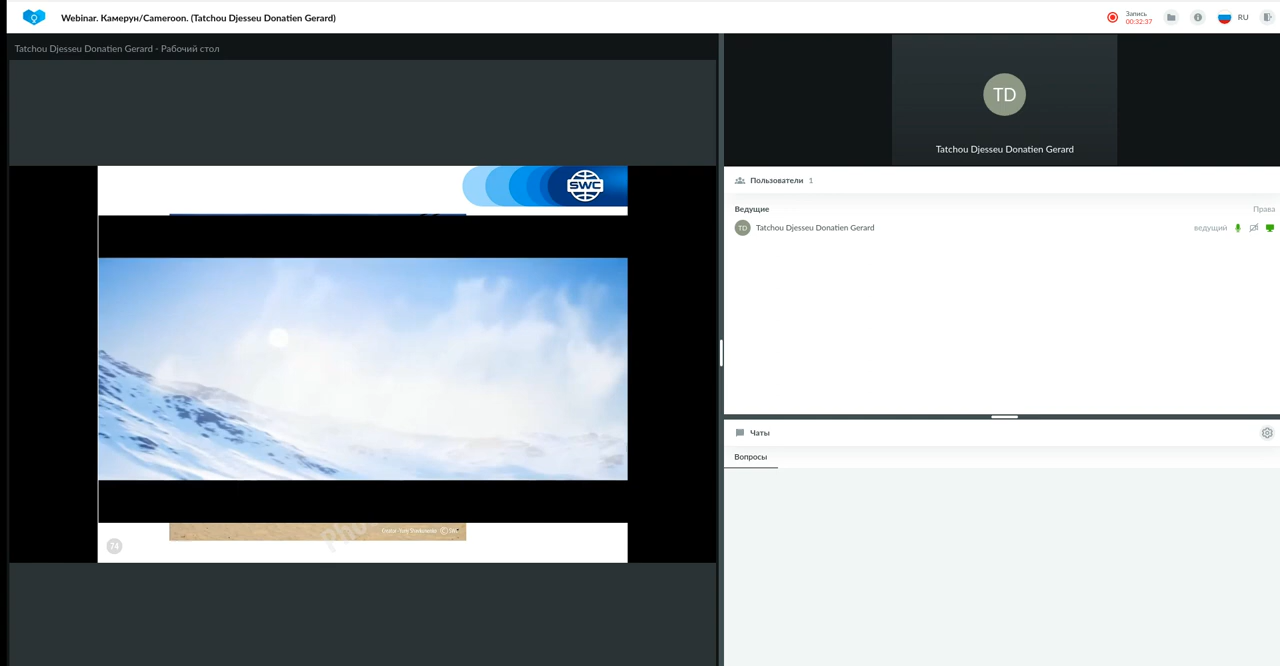 Webinar. Камерун/Cameroon. (Tatchou Djesseu Donatien Gerard)
Запись
00:32:37
RU
Tatchou Djesseu Donatien Gerard - Рабочий стол
SWC
74
TD
Tatchou Djesseu Donatien Gerard
Пользователи 1
Ведущие
Права
TD
Tatchou Djesseu Donatien Gerard
ведущий
Чаты
Вопросы